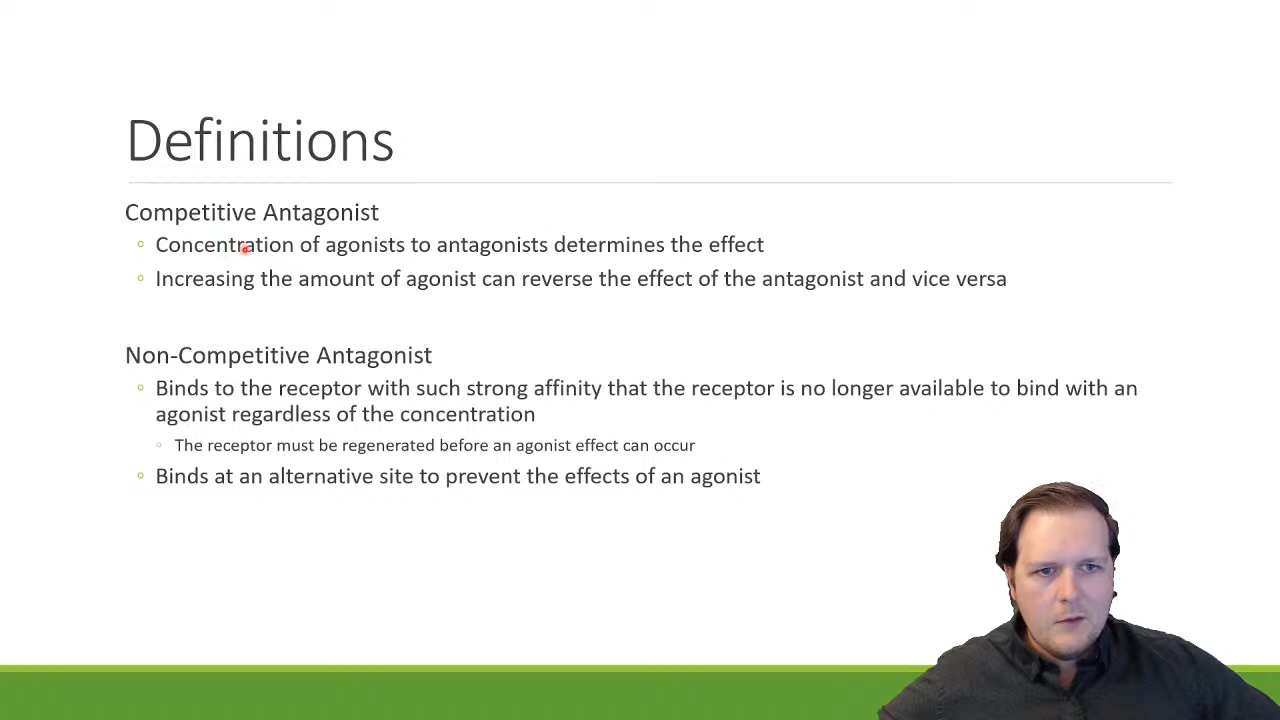 Definitions
Competitive Antagonist
Concentration of agonists to antagonists determines the effect
Increasing the amount of agonist can reverse the effect of the antagonist and vice versa
Non-Competitive Antagonist
Binds to the receptor with such strong affinity that the receptor is no longer available to bind with an
agonist regardless of the concentration
The receptor must be regenerated before an agonist effect can occur
Binds at an alternative site to prevent the effects of an agonist